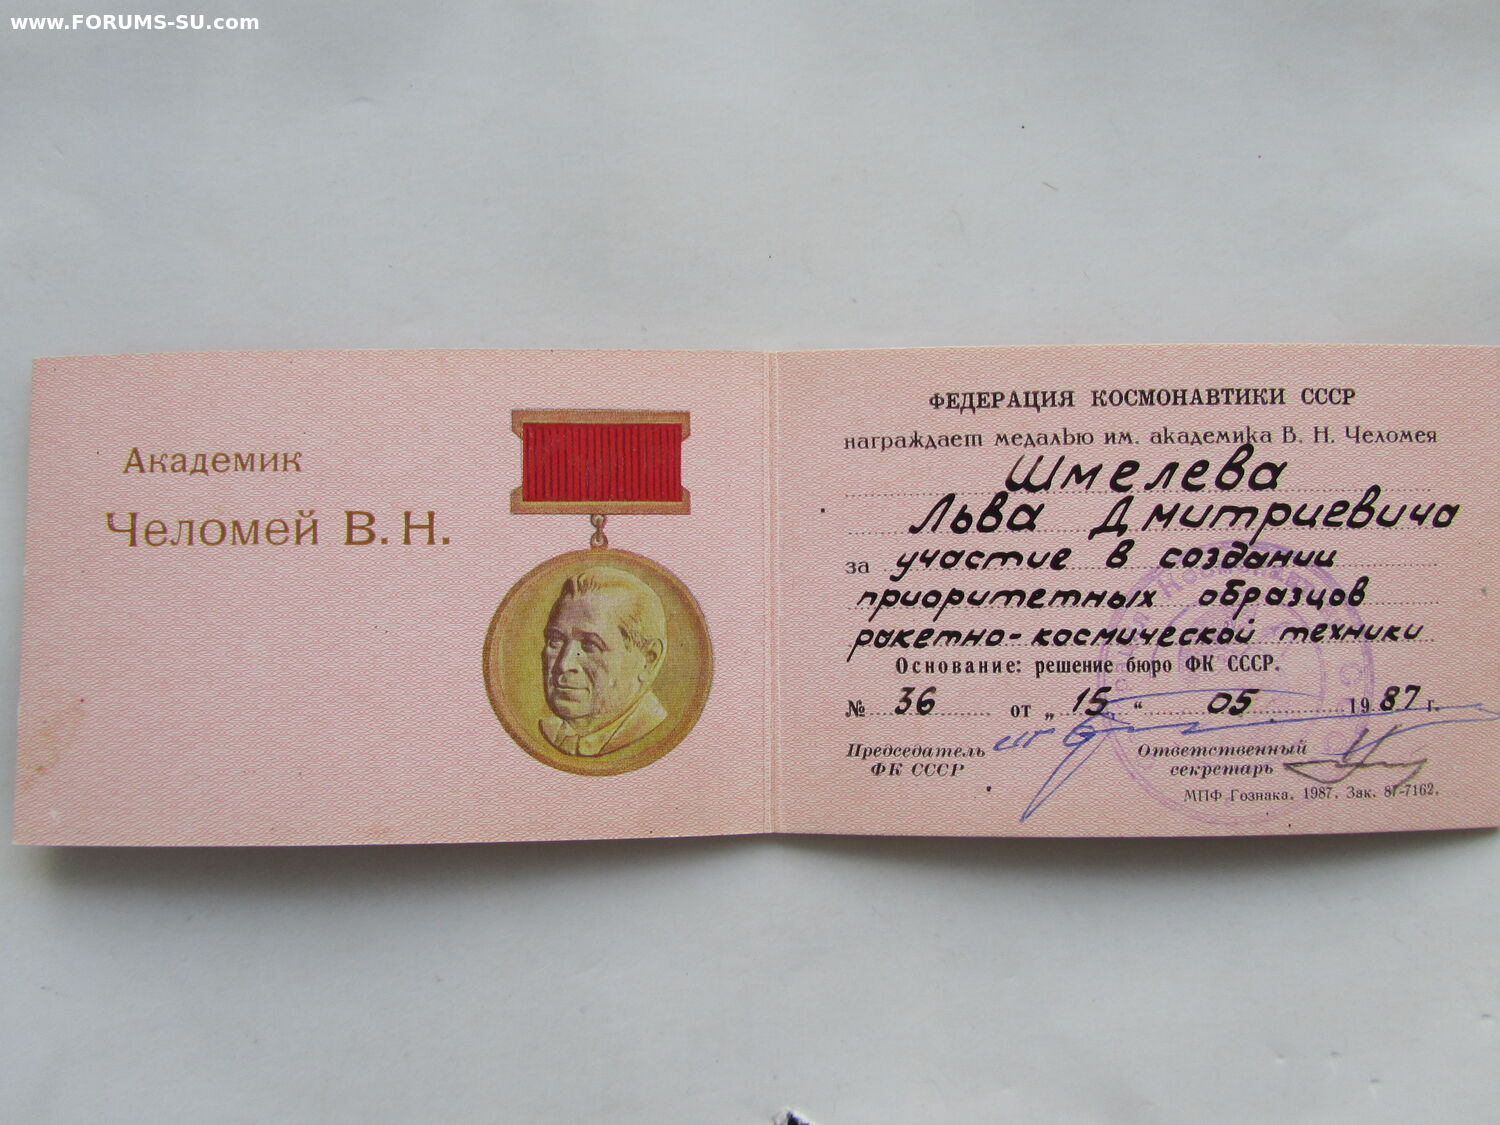 www.FORUMS-SU.com
Академик
Челомей В. Н.
ФЕДЕРАЦИЯ КОСМОНАВТИКИ СССР
награждает медалью им. академика В. Н. Челомея
Шмелева
Льва Дмитриевича
за участие в создании
приоритетных образцов
ракетно-космической техники
Основание: решение бюро ФК СССР.
№ 36 от „ 15 “ 05 1987 г.
Председатель Ответственный
ФК СССР секретарь
МПФ Гознака. 1987. Зак. 87-7162.